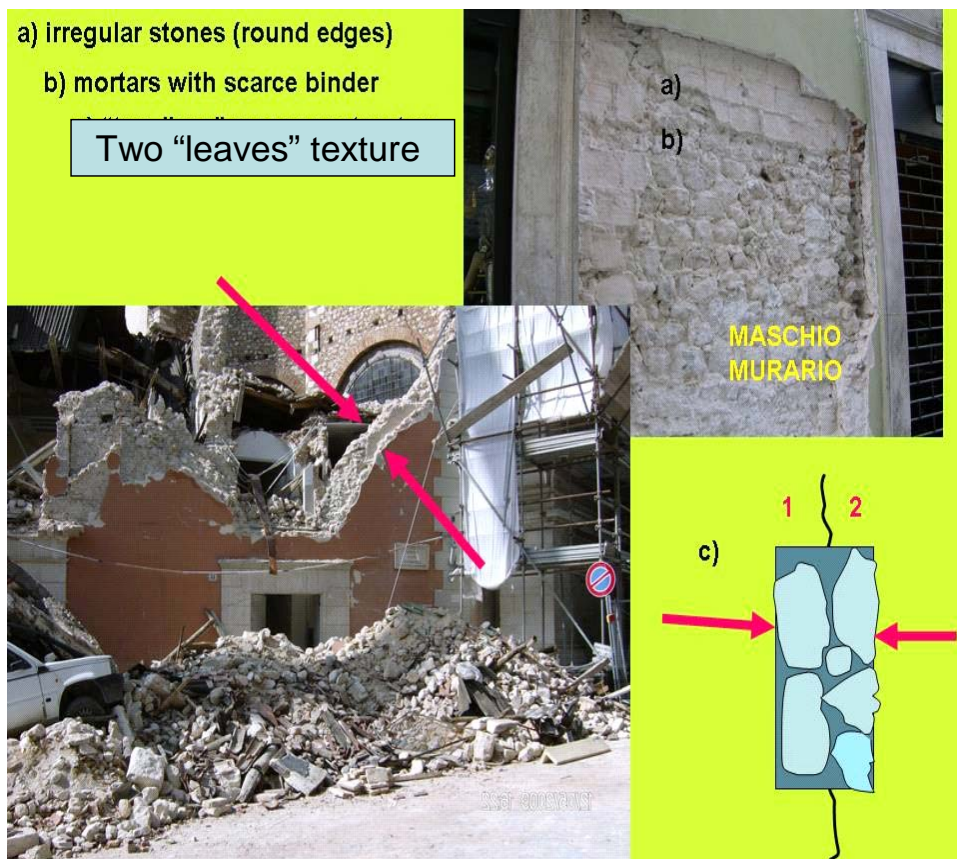 a) irregular stones (round edges)
b) mortars with scarce binder
Two “leaves” texture
a)
b)
MASCHIO
MURARIO
1 2
c)